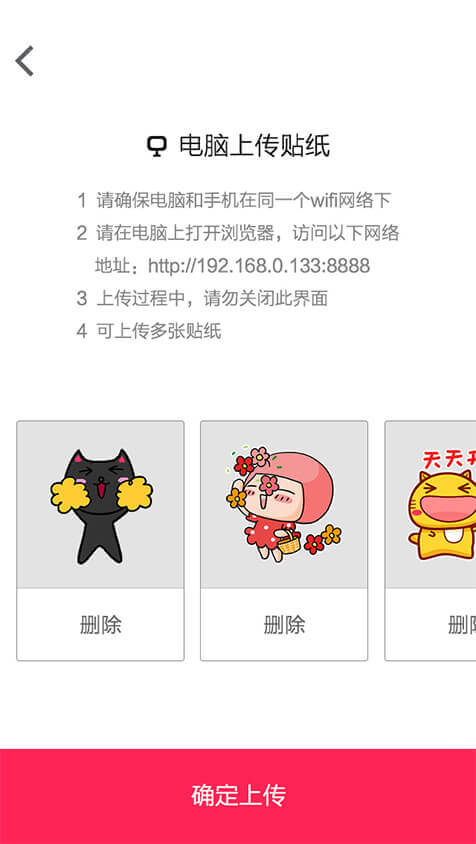 电脑上传贴纸
1 请确保电脑和手机在同一个wifi网络下
2 请在电脑上打开浏览器，访问以下网络
地址：http://192.168.0.133:8888
3 上传过程中，请勿关闭此界面
4 可上传多张贴纸
天天
删除
删除
删
确定上传